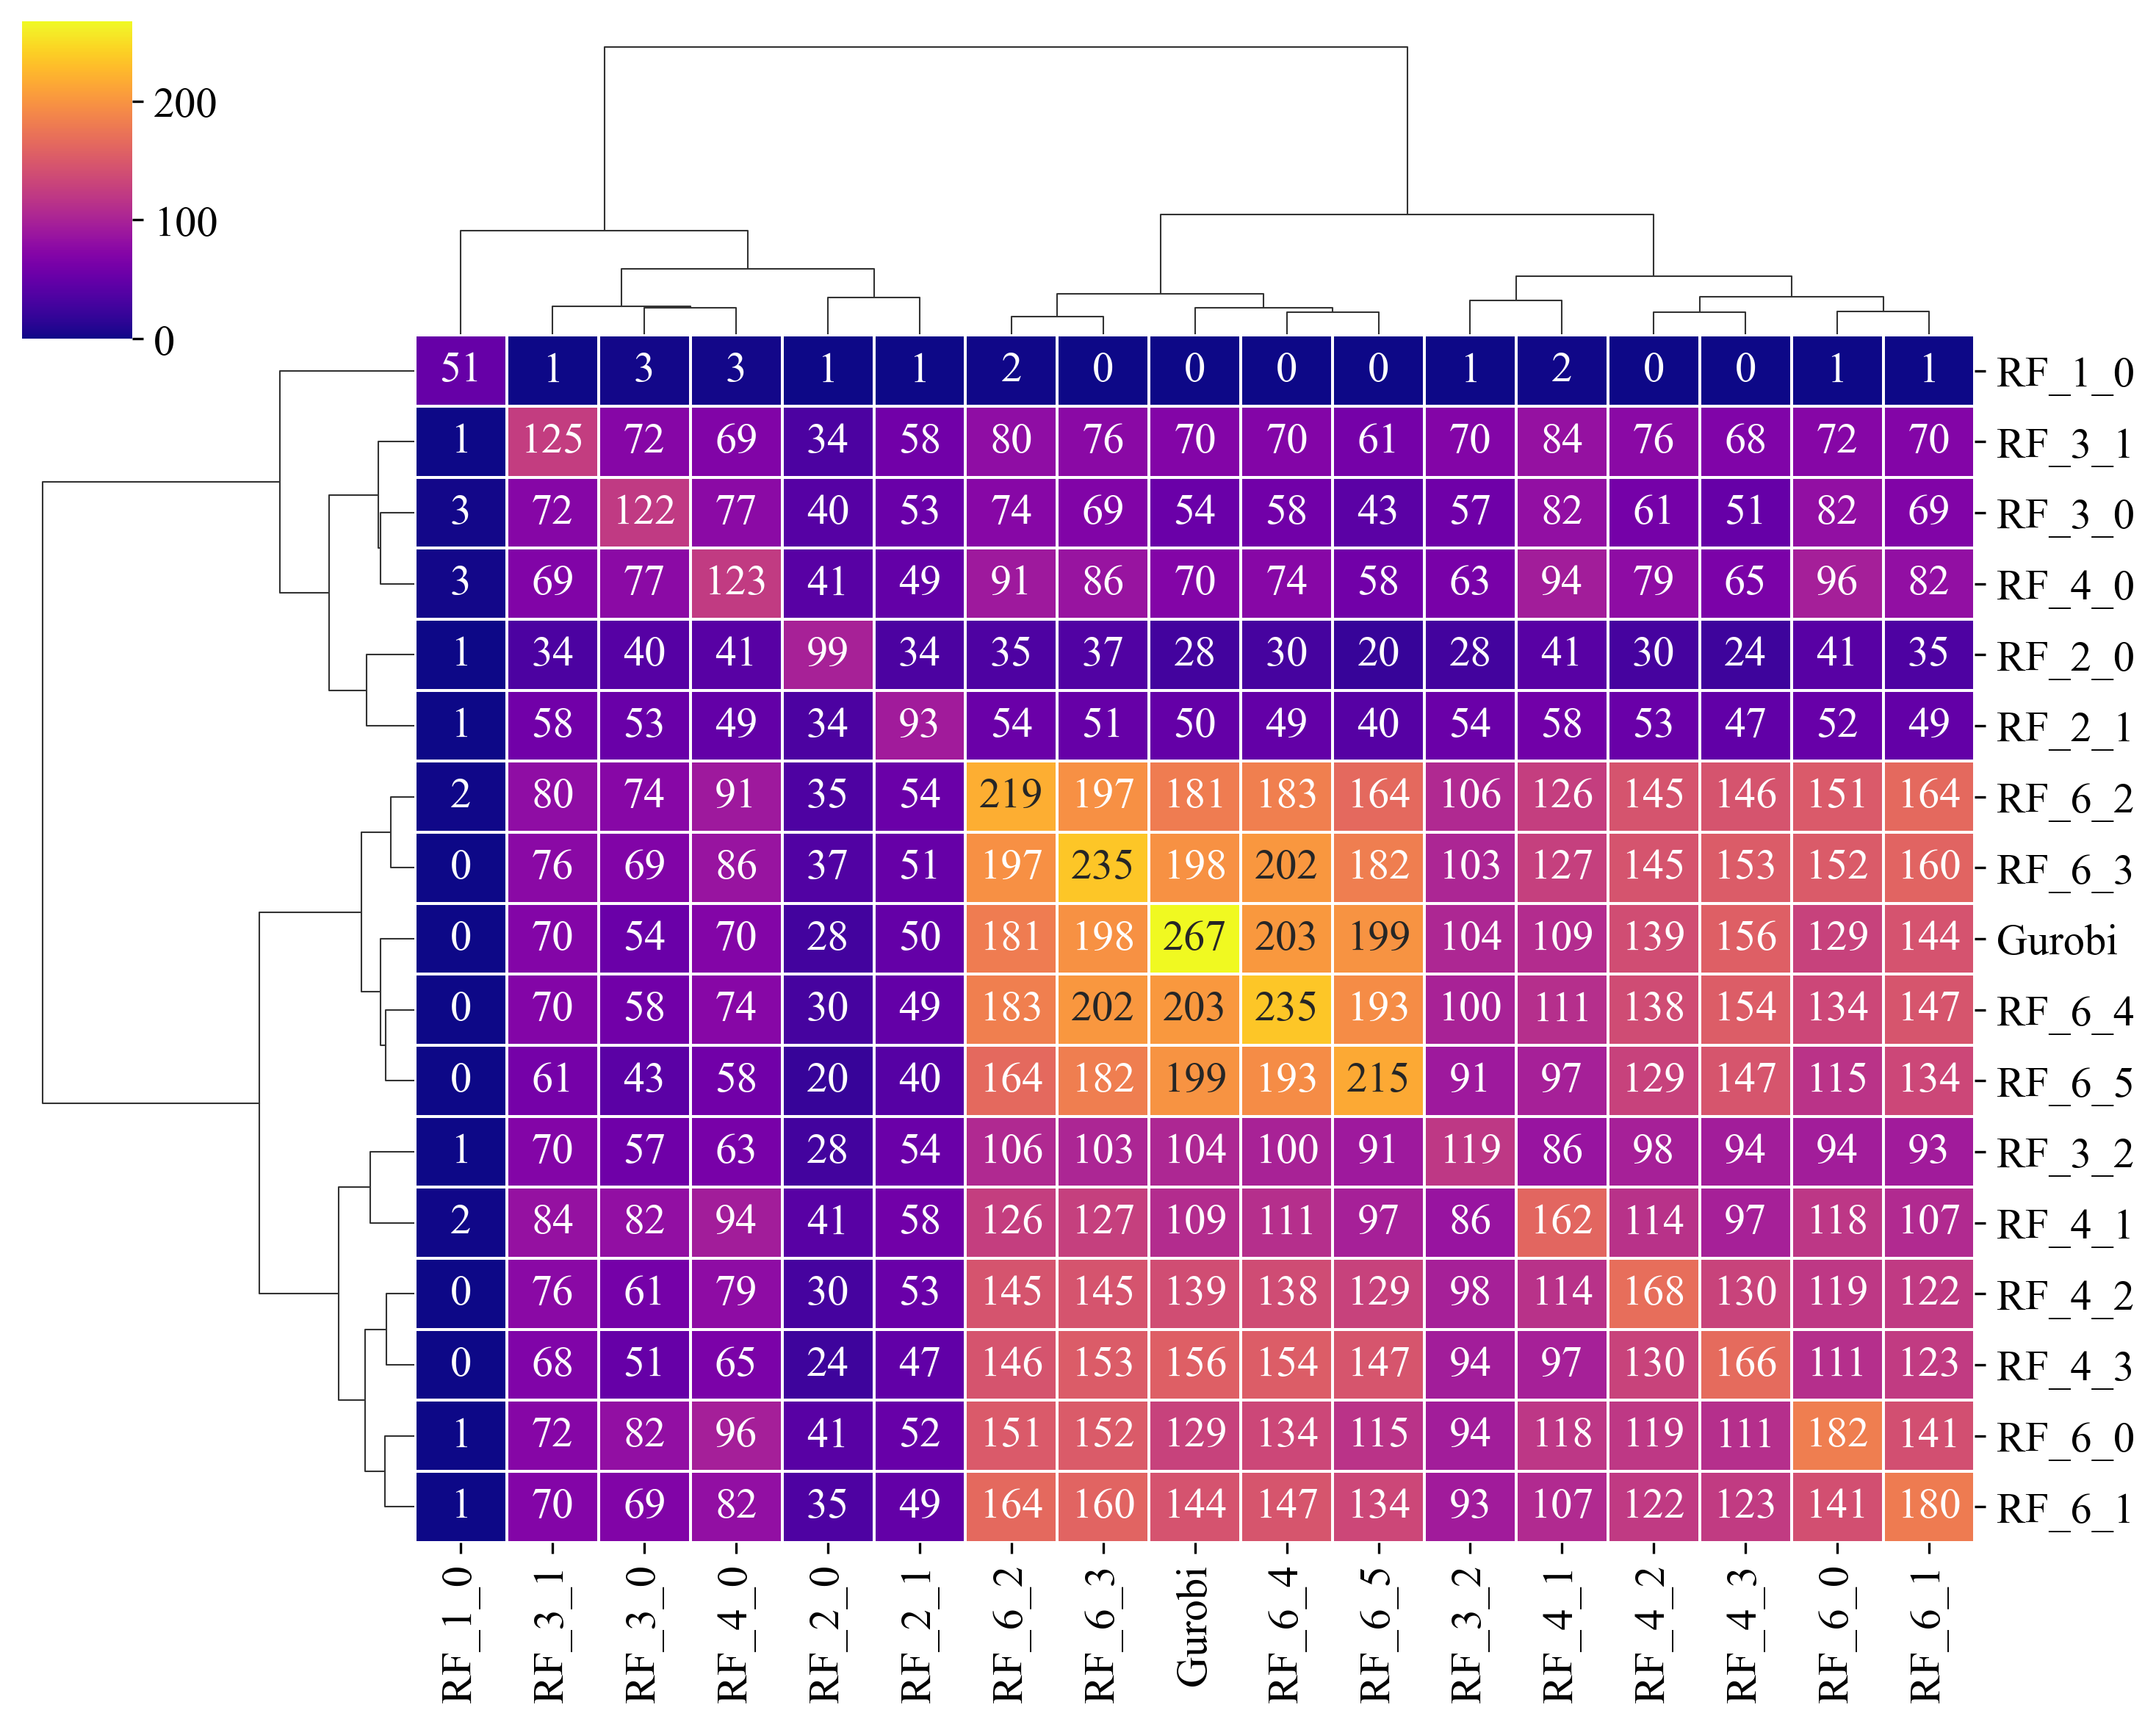 200
100
0
51 1 3 3 1 1 2 0 0 0 0 1 2 0 0 1 1 RF_1_0
1 125 72 69 34 58 80 76 70 70 61 70 84 76 68 72 70 RF_3_1
3 72 122 77 40 53 74 69 54 58 43 57 82 61 51 82 69 RF_3_0
3 69 77 123 41 49 91 86 70 74 58 63 94 79 65 96 82 RF_4_0
1 34 40 41 99 34 35 37 28 30 20 28 41 30 24 41 35 RF_2_0
1 58 53 49 34 93 54 51 50 49 40 54 58 53 47 52 49 RF_2_1
2 80 74 91 35 54 219 197 181 183 164 106 126 145 146 151 164 RF_6_2
0 76 69 86 37 51 197 235 198 202 182 103 127 145 153 152 160 RF_6_3
0 70 54 70 28 50 181 198 267 203 199 104 109 139 156 129 144 Gurobi
0 70 58 74 30 49 183 202 203 235 193 100 111 138 154 134 147 RF_6_4
0 61 43 58 20 40 164 182 199 193 215 91 97 129 147 115 134 RF_6_5
1 70 57 63 28 54 106 103 104 100 91 119 86 98 94 94 93 RF_3_2
2 84 82 94 41 58 126 127 109 111 97 86 162 114 97 118 107 RF_4_1
0 76 61 79 30 53 145 145 139 138 129 98 114 168 130 119 122 RF_4_2
0 68 51 65 24 47 146 153 156 154 147 94 97 130 166 111 123 RF_4_3
1 72 82 96 41 52 151 152 129 134 115 94 118 119 111 182 141 RF_6_0
1 70 69 82 35 49 164 160 144 147 134 93 107 122 123 141 180 RF_6_1
RF_1_0 RF_3_1 RF_3_0 RF_4_0 RF_2_0 RF_2_1 RF_6_2 RF_6_3 Gurobi RF_6_4 RF_6_5 RF_3_2 RF_4_1 RF_4_2 RF_4_3 RF_6_0 RF_6_1